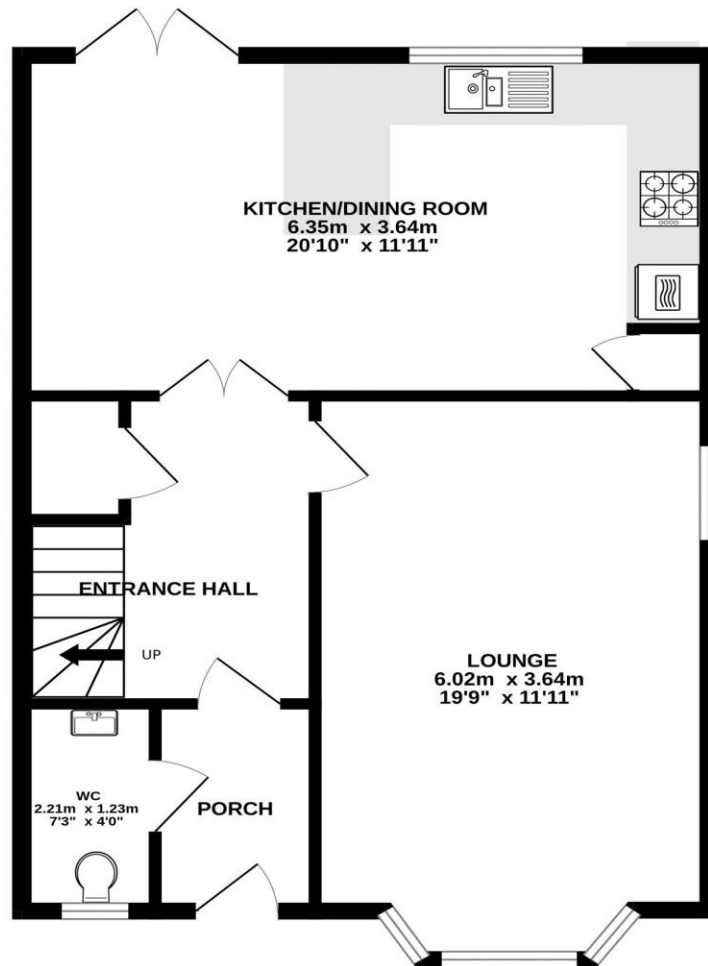 KITCHEN/DINING ROOM
6.35m x 3.64m
20'10" x 11'11"
ENTRANCE HALL
UP
LOUNGE
6.02m x 3.64m
19'9" x 11'11"
WC
2.21m x 1.23m
7'3" x 4'0"
PORCH